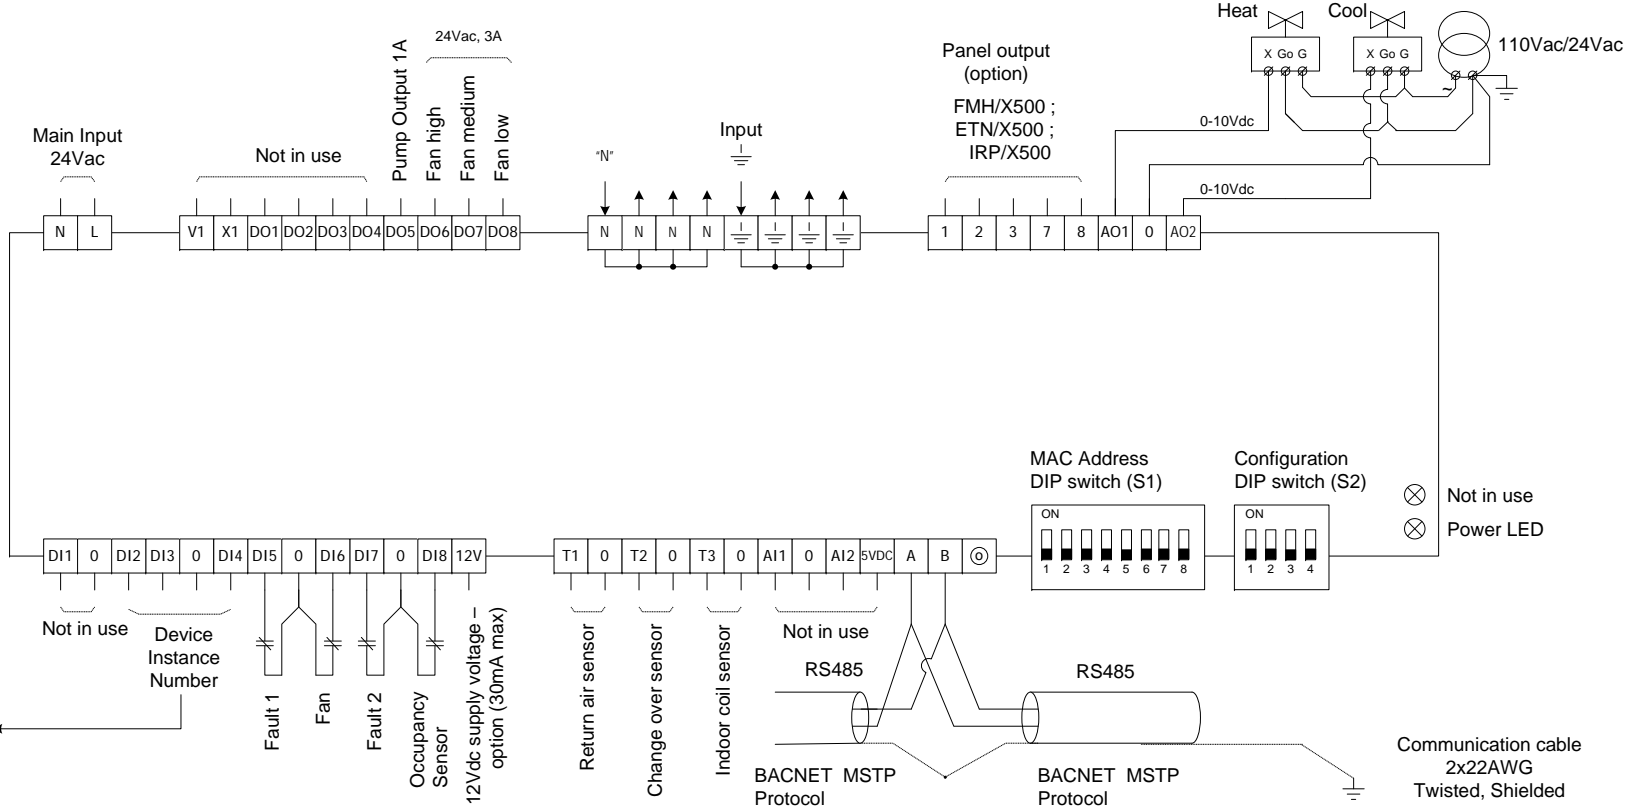 Heat
Cool
X Go G
X Go G
110Vac/24Vac
~
24Vac, 3A
Main Input
24Vac
Not in use
Pump Output 1A
Fan high
Fan medium
Fan low
"N"
Input
Panel output
(option)
FMH/X500 ;
ETN/X500 ;
IRP/X500
0-10Vdc
0-10Vdc
N L
V1 X1 DO1 DO2 DO3 DO4 DO5 DO6 DO7 DO8
N N N N
1 2 3 7 8 AO1 0 AO2
MAC Address
DIP switch (S1)
ON
1 2 3 4 5 6 7 8
Configuration
DIP switch (S2)
ON
1 2 3 4
Not in use
Power LED
DI1 0 DI2 DI3 0 DI4 DI5 0 DI6 DI7 0 DI8 12V
T1 0 T2 0 T3 0 AI1 0 AI2 5VDC A B
Not in use
Device
Instance
Number
Fault 1
Fan
Fault 2
Occupancy
Sensor
12Vdc supply voltage –
option (30mA max)
Return air sensor
Change over sensor
Indoor coil sensor
Not in use
RS485
RS485
BACNET MSTP
Protocol
BACNET MSTP
Protocol
Communication cable
2x22AWG
Twisted, Shielded